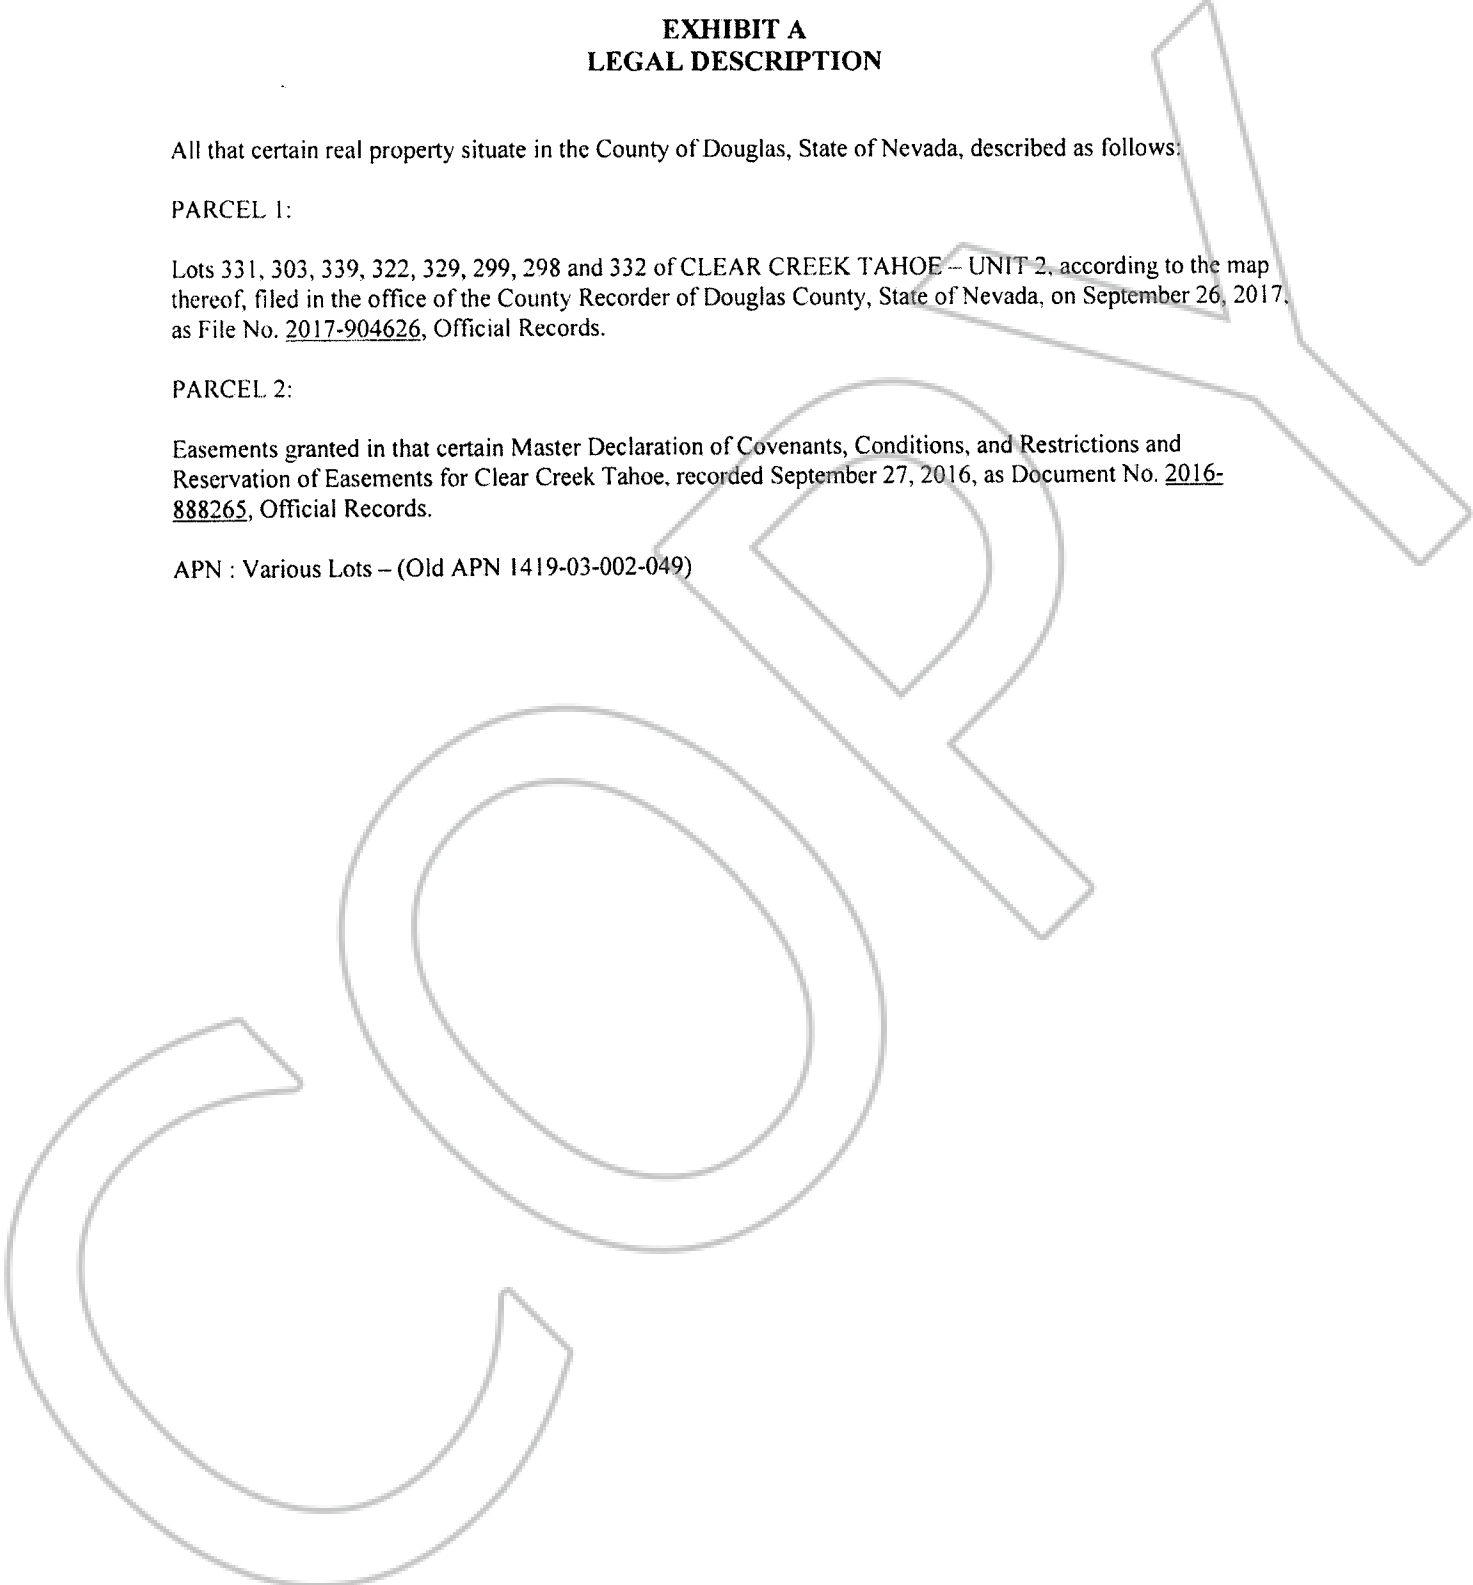 EXHIBIT A
LEGAL DESCRIPTION
All that certain real property situate in the County of Douglas, State of Nevada, described as follows:
PARCEL 1:
Lots 331, 303, 339, 322, 329, 299, 298 and 332 of CLEAR CREEK TAHOE – UNIT 2, according to the map
thereof, filed in the office of the County Recorder of Douglas County, State of Nevada, on September 26, 2017,
as File No. 2017-904626, Official Records.
PARCEL 2:
Easements granted in that certain Master Declaration of Covenants, Conditions, and Restrictions and
Reservation of Easements for Clear Creek Tahoe, recorded September 27, 2016, as Document No. 2016-
888265, Official Records.
APN : Various Lots – (Old APN 1419-03-002-049)
COPY